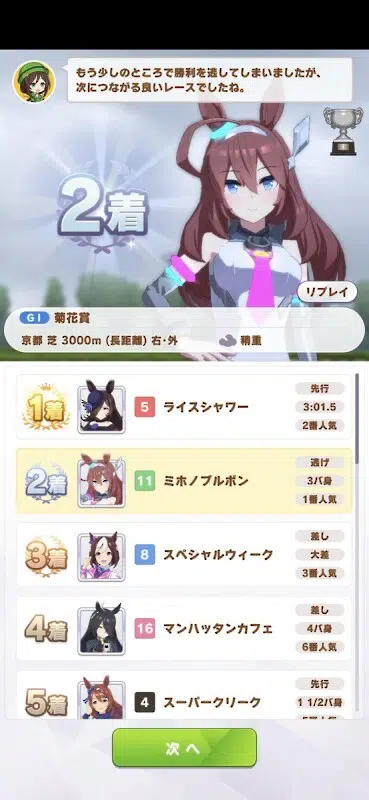 もう少しのところで勝利を逃してしまいましたが、
次につながる良いレースでしたね。
2着
リプレイ
GI 菊花賞
京都 芝 3000m (長距離) 右・外 稍重
1着 5 ライスシャワー 先行 3:01.5 2番人気
2着 11 ミホノブルボン 逃げ 3バ身 1番人気
3着 8 スペシャルウィーク 差し 大差 3番人気
4着 16 マンハッタンカフェ 差し 4バ身 6番人気
5着 4 スーパークリーク 先行 1 1/2バ身
次へ